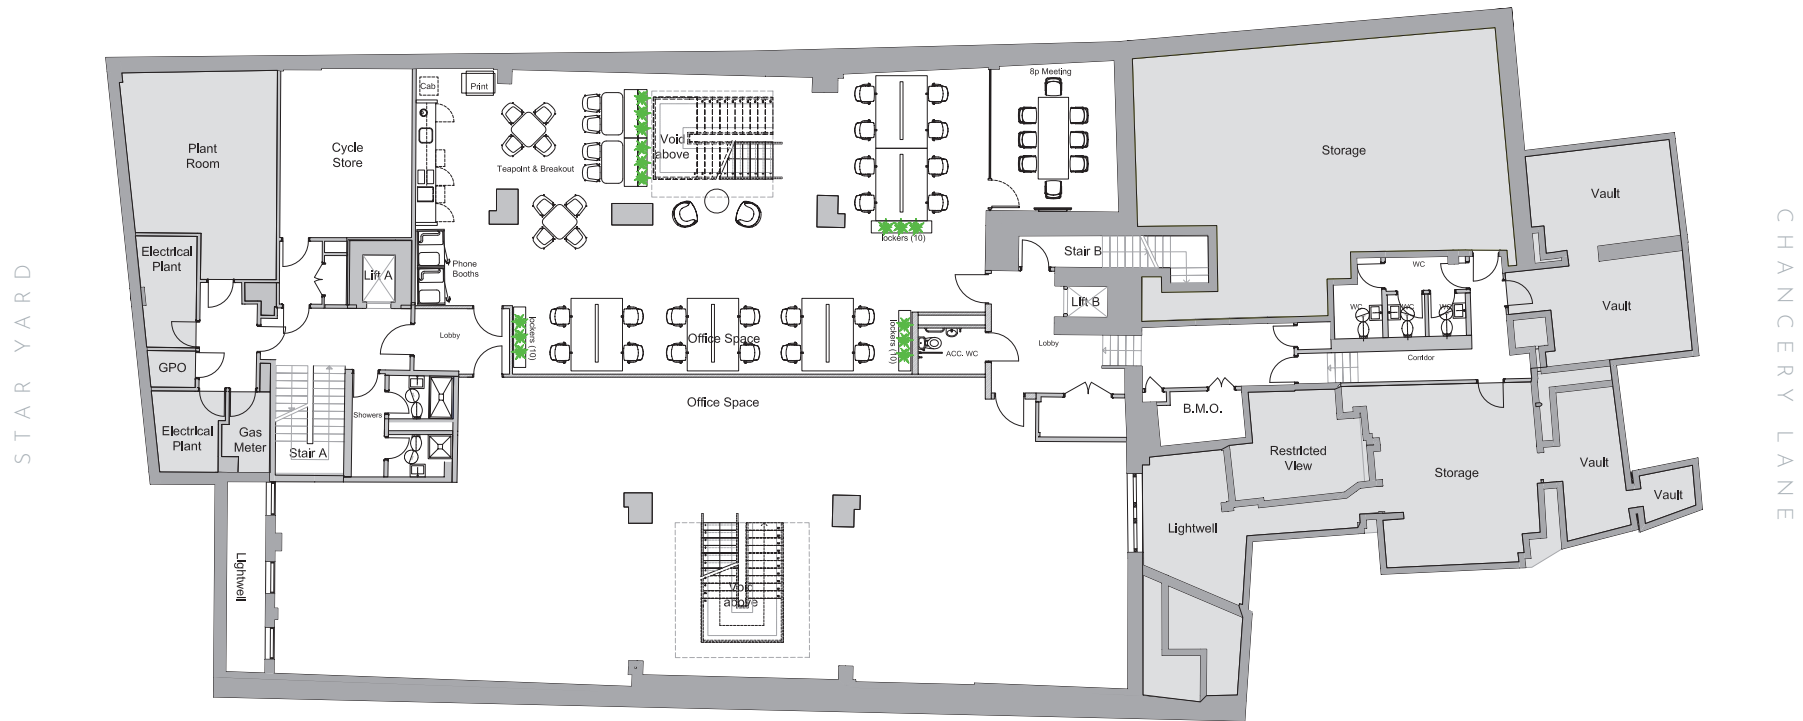 STAR YARD
CHANCERY LANE
Plant
Room
Cycle
Store
Cab
Print
Teapoint & Breakout
Void
above
8p Meeting
lockers (10)
Storage
Vault
Vault
Electrical
Plant
Lift A
Phone
Booths
Stair B
Lift B
WC
WC
WC
WC
Lobby
lockers (10)
Office Space
lockers (10)
ACC. WC
Lobby
Corridor
GPO
Electrical
Plant
Gas
Meter
Stair A
Showers
Office Space
B.M.O.
Restricted
View
Storage
Vault
Vault
Lightwell
Lightwell
Void
above